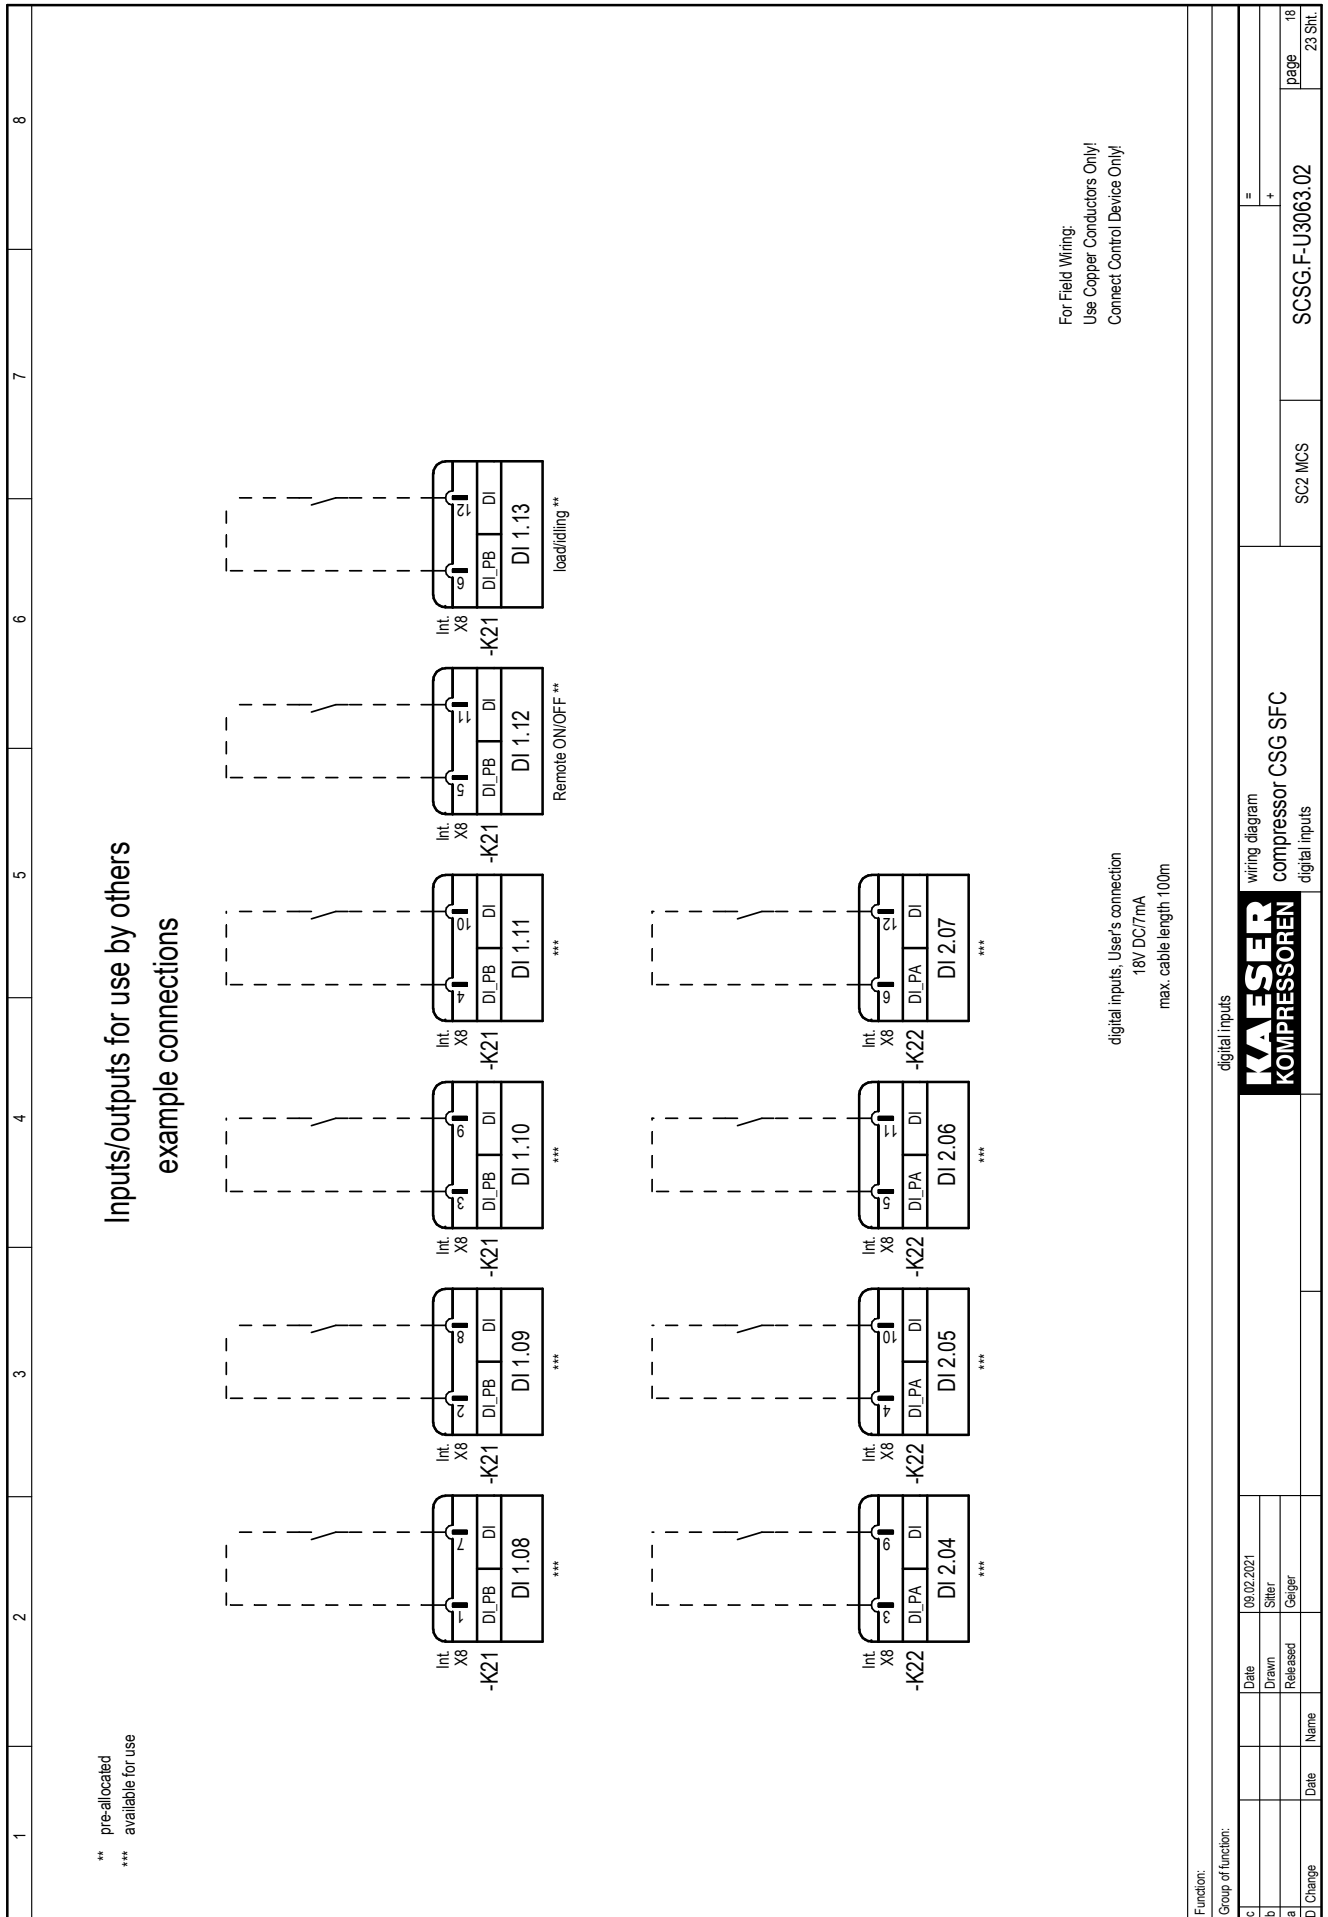 1 2 3 4 5 6 7 8
** pre-allocated
*** available for use
Inputs/outputs for use by others
example connections
Int.
X8
-K21
1 7
DI_PB DI
DI 1.08
***
Int.
X8
-K21
2 8
DI_PB DI
DI 1.09
***
Int.
X8
-K21
3 9
DI_PB DI
DI 1.10
***
Int.
X8
-K21
4 10
DI_PB DI
DI 1.11
***
Int.
X8
-K21
5 11
DI_PB DI
DI 1.12
Remote ON/OFF **
Int.
X8
-K21
6 12
DI_PB DI
DI 1.13
load/idling **
Int.
X8
-K22
3 9
DI_PA DI
DI 2.04
***
Int.
X8
-K22
4 10
DI_PA DI
DI 2.05
***
Int.
X8
-K22
5 11
DI_PA DI
DI 2.06
***
Int.
X8
-K22
6 12
DI_PA DI
DI 2.07
***
digital inputs, User's connection
18V DC/7mA
max. cable length 100m
For Field Wiring:
Use Copper Conductors Only!
Connect Control Device Only!
Function:
Group of function:
digital inputs
c
b
a
D Change Date Name
Date 09.02.2021
Drawn Sitter
Released Geiger
KAESER
KOMPRESSOREN
wiring diagram
compressor CSG SFC
digital inputs
SC2 MCS
=
+
SCSG.F-U3063.02
page 18
23 Sht.